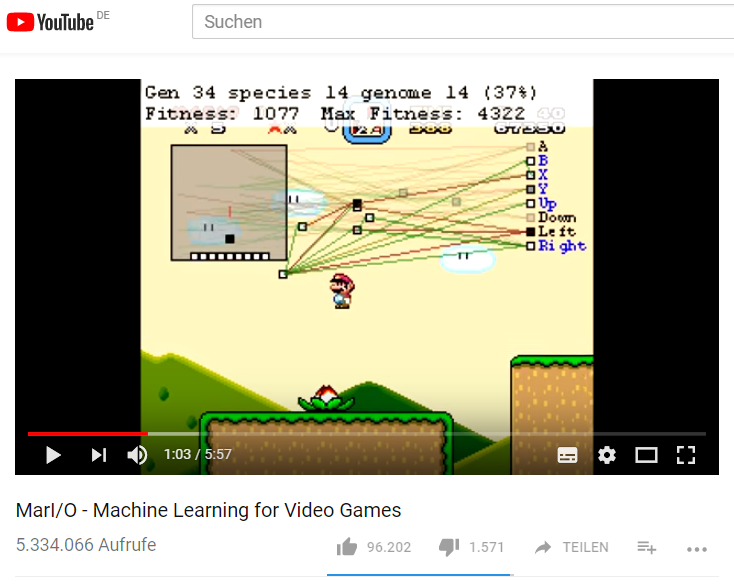 YouTube DE
Suchen
Gen 34 species 14 genome 14 (37%)
Fitness: 1077 Max Fitness: 4322
A
B
X
Y
Up
Down
Left
Right
1:03 / 5:57
MarI/O - Machine Learning for Video Games
5.334.066 Aufrufe
96.202 1.571 TEILEN